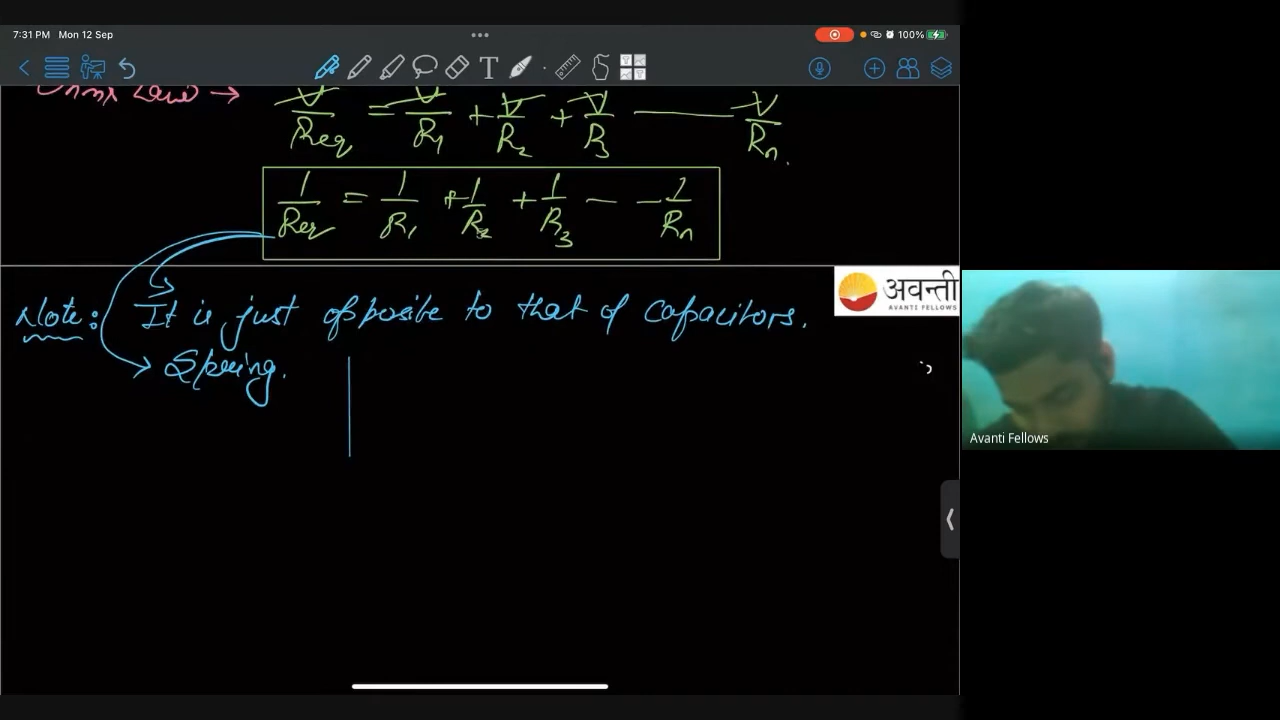 7:31 PM Mon 12 Sep
100%
Law →
V/Req = V/R1 + V/R2 + V/R3 —— V/Rn.
1/Req = 1/R1 + 1/R2 + 1/R3 — - 1/Rn
Note: It is just opposite to that of capacitors.
→ Spring.
अवन्ती
AVANTI FELLOWS
Avanti Fellows